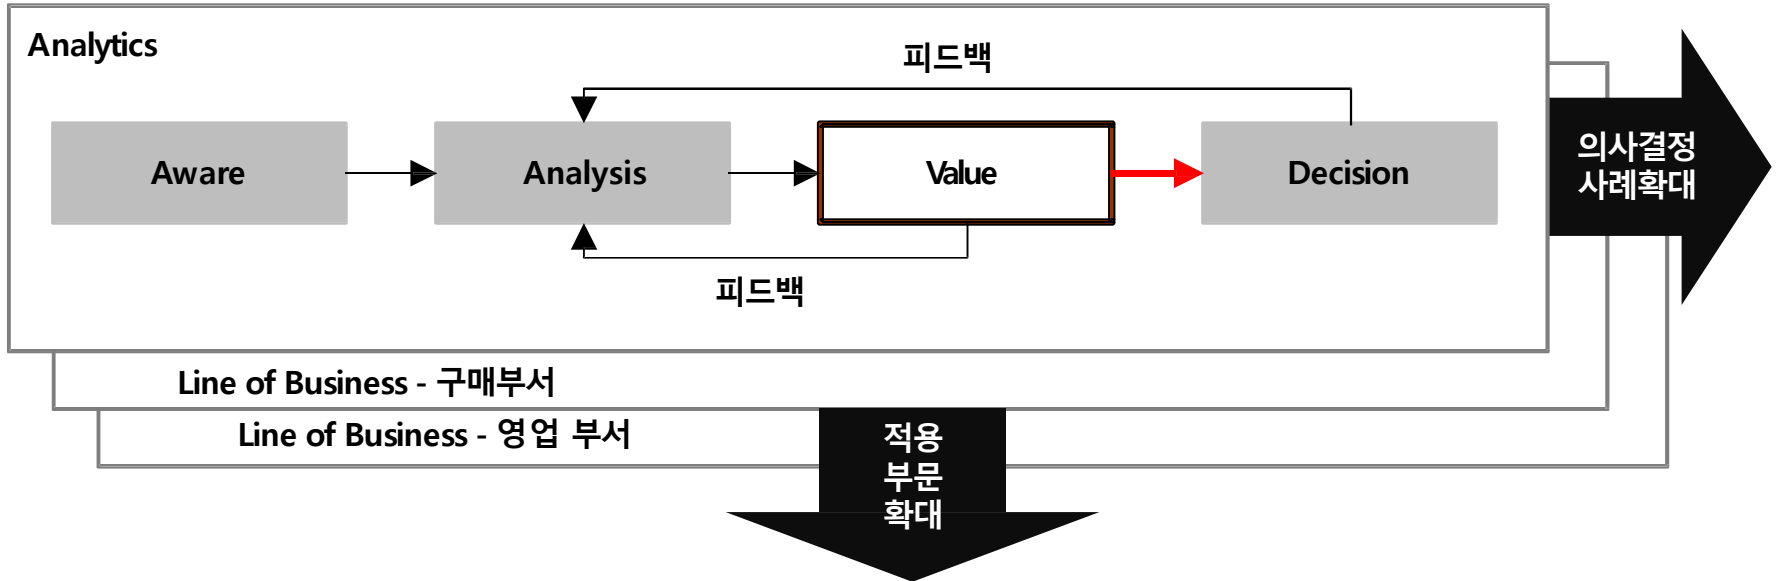 Analytics
피드백
Aware
Analysis
Value
Decision
피드백
의사결정
사례확대
Line of Business - 구매부서
Line of Business - 영업 부서
적용
부문
확대